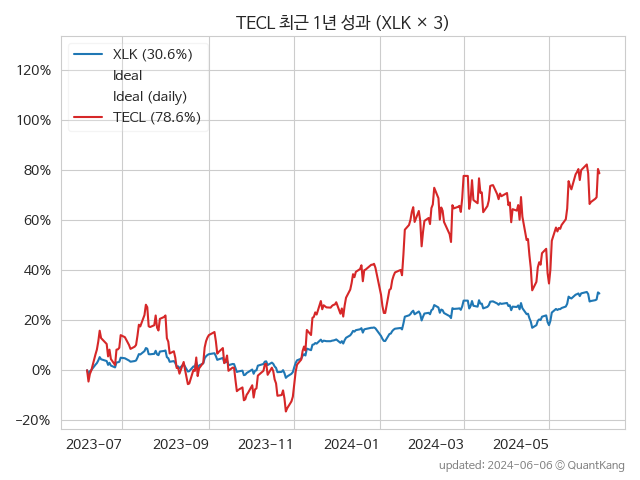 TECL 최근 1년 성과 (XLK × 3)
XLK (30.6%)
Ideal
Ideal (daily)
TECL (78.6%)
120%
100%
80%
60%
40%
20%
0%
−20%
2023-07
2023-09
2023-11
2024-01
2024-03
2024-05
updated: 2024-06-06 © QuantKang